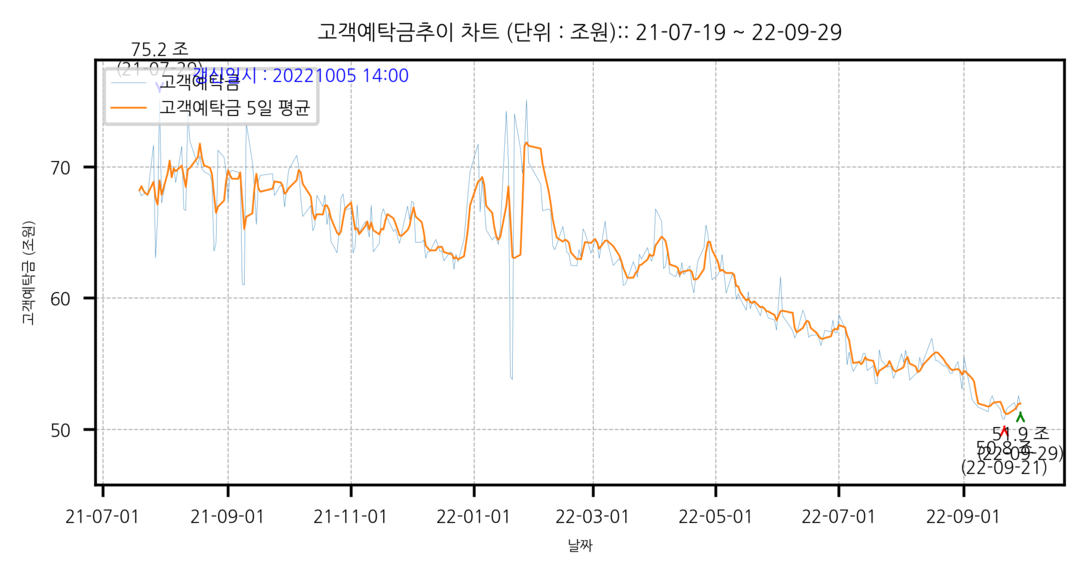 고객예탁금추이 차트 (단위 : 조원):: 21-07-19 ~ 22-09-29
75.2 조
(21-07-29)
갱신일시 : 20221005 14:00
고객예탁금
고객예탁금 5일 평균
고객예탁금 (조원)
70
60
50
51.9 조
(22-09-29)
50.8 조
(22-09-21)
21-07-01
21-09-01
21-11-01
22-01-01
22-03-01
22-05-01
22-07-01
22-09-01
날짜